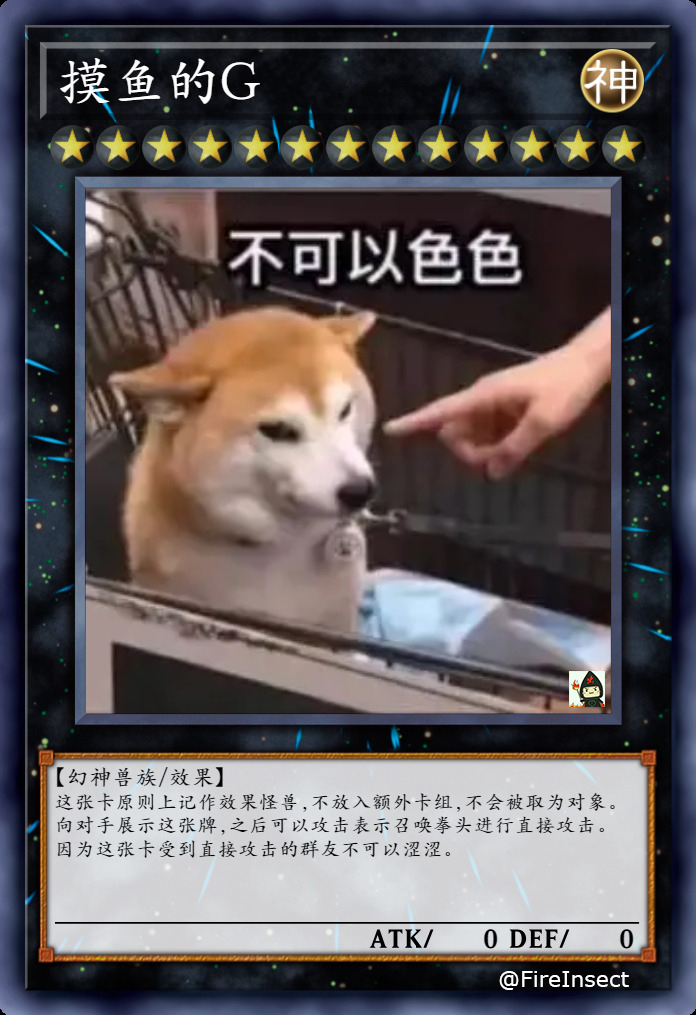 摸鱼的G
神
不可以色色
【幻神兽族/效果】
这张卡原则上记作效果怪兽,不放入额外卡组,不会被取为对象。
向对手展示这张牌,之后可以攻击表示召唤拳头进行直接攻击。
因为这张卡受到直接攻击的群友不可以涩涩。
ATK/ 0 DEF/ 0
@FireInsect